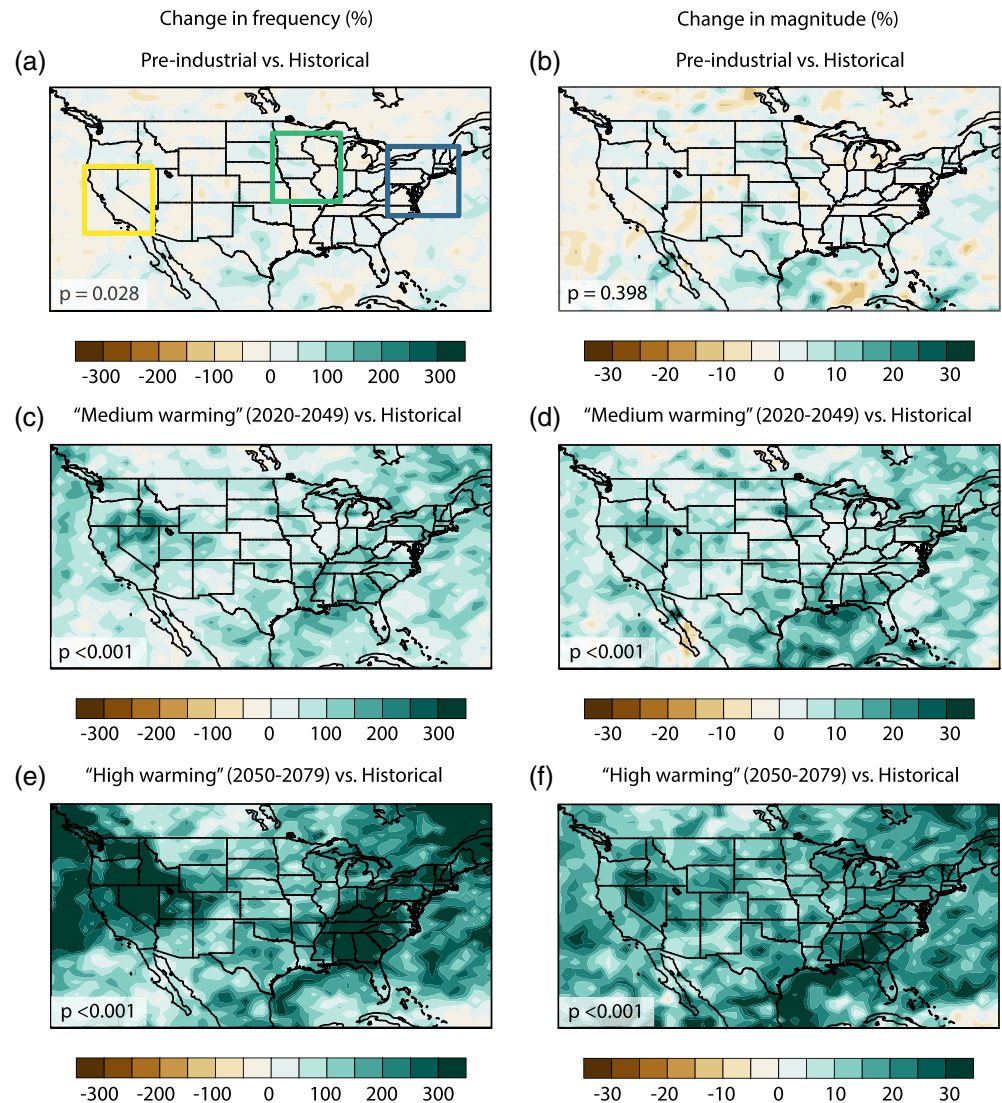 Change in frequency (%)
Change in magnitude (%)
(a)
Pre-industrial vs. Historical
(b)
Pre-industrial vs. Historical
p = 0.028
p = 0.398
-300 -200 -100 0 100 200 300
-30 -20 -10 0 10 20 30
(c)
“Medium warming” (2020-2049) vs. Historical
(d)
“Medium warming” (2020-2049) vs. Historical
p <0.001
p <0.001
-300 -200 -100 0 100 200 300
-30 -20 -10 0 10 20 30
(e)
“High warming” (2050-2079) vs. Historical
(f)
“High warming” (2050-2079) vs. Historical
p <0.001
p <0.001
-300 -200 -100 0 100 200 300
-30 -20 -10 0 10 20 30